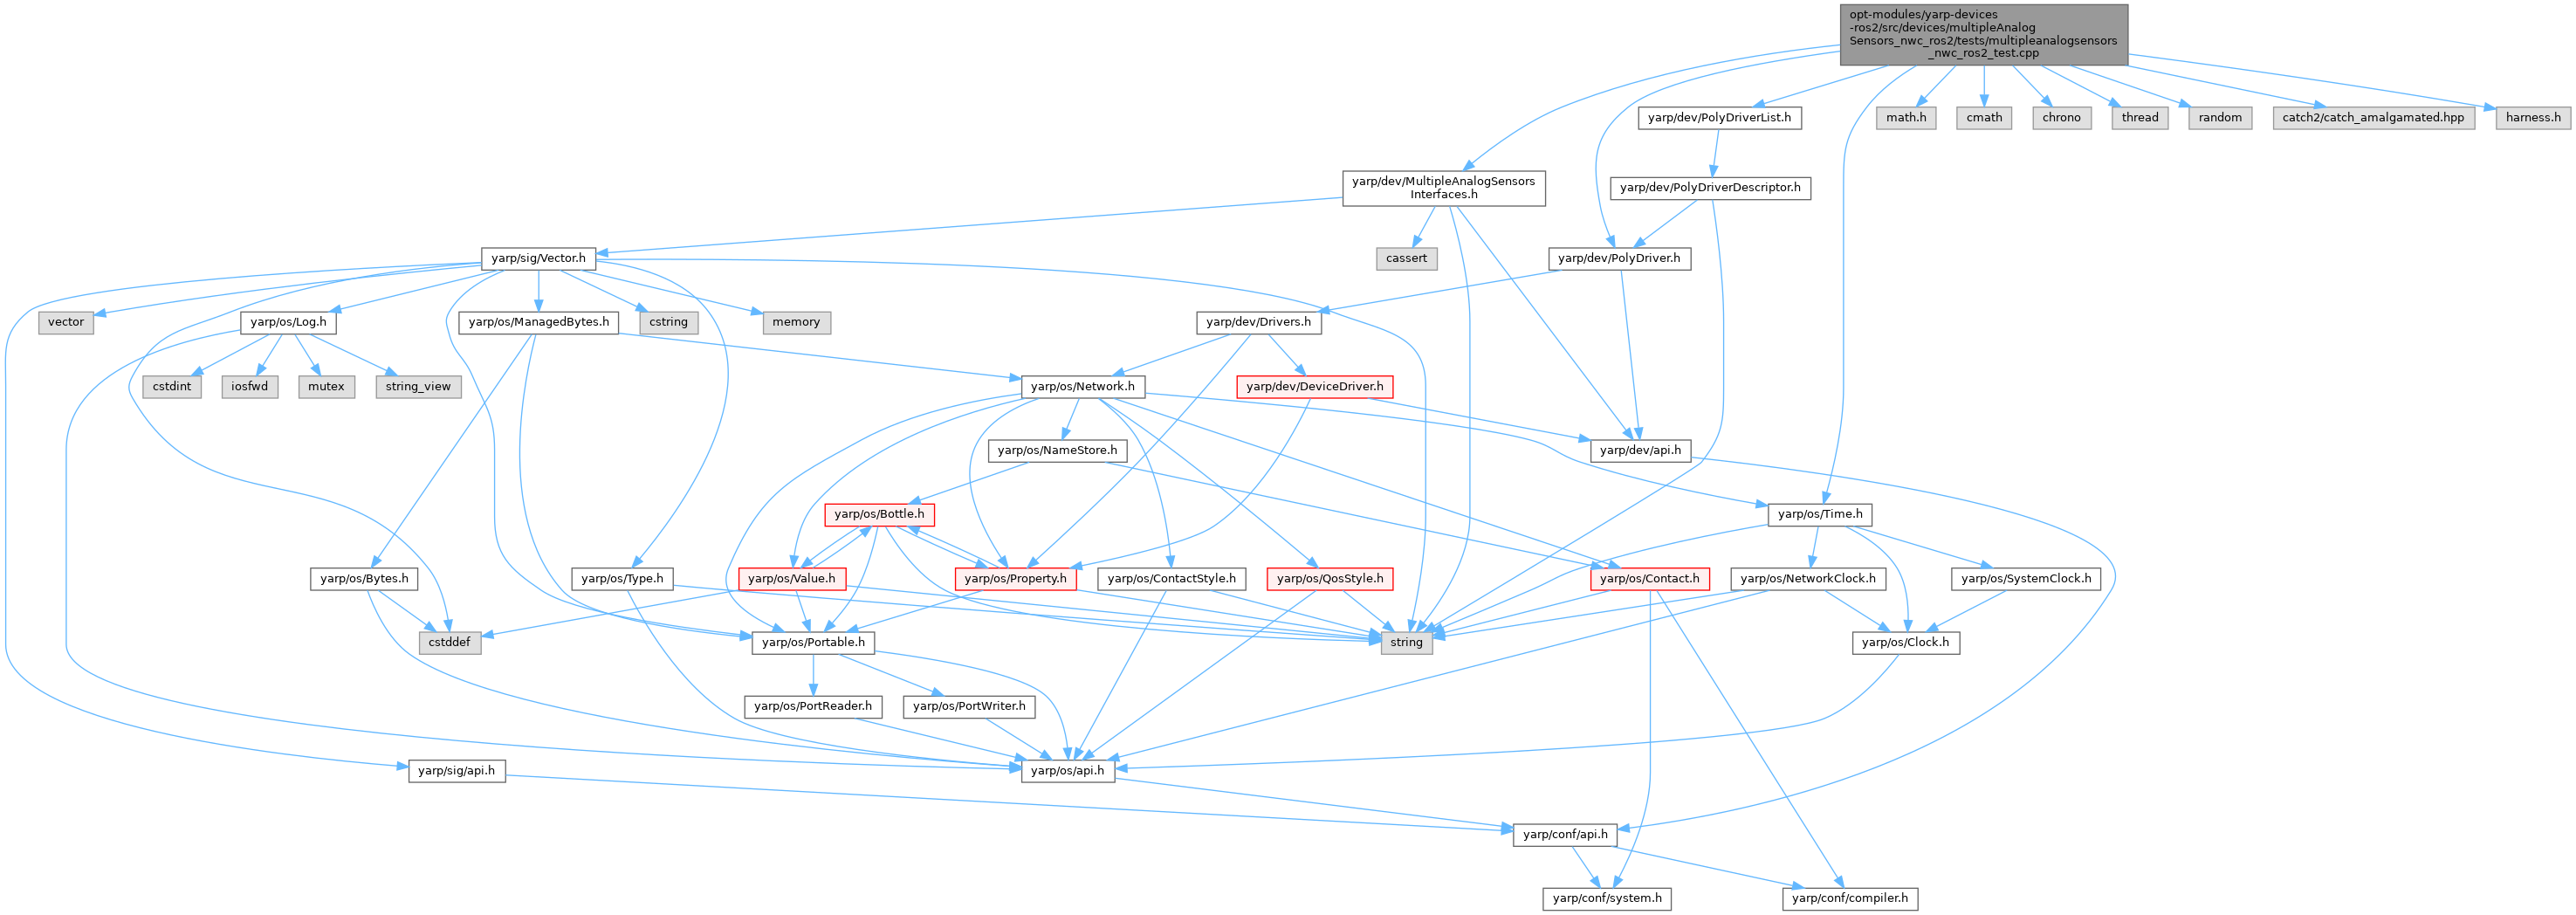 opt-modules/yarp-devices
-ros2/src/devices/multipleAnalog
Sensors_nwc_ros2/tests/multipleanalogsensors
_nwc_ros2_test.cpp
yarp/dev/PolyDriverList.h
math.h
cmath
chrono
thread
random
catch2/catch_amalgamated.hpp
harness.h
yarp/dev/MultipleAnalogSensors
Interfaces.h
yarp/dev/PolyDriverDescriptor.h
yarp/sig/Vector.h
cassert
yarp/dev/PolyDriver.h
vector
yarp/os/Log.h
yarp/os/ManagedBytes.h
cstring
memory
yarp/dev/Drivers.h
cstdint
iosfwd
mutex
string_view
yarp/os/Network.h
yarp/dev/DeviceDriver.h
yarp/os/NameStore.h
yarp/dev/api.h
yarp/os/Bottle.h
yarp/os/Time.h
yarp/os/Bytes.h
yarp/os/Type.h
yarp/os/Value.h
yarp/os/Property.h
yarp/os/ContactStyle.h
yarp/os/QosStyle.h
yarp/os/Contact.h
yarp/os/NetworkClock.h
yarp/os/SystemClock.h
cstddef
yarp/os/Portable.h
string
yarp/os/Clock.h
yarp/os/PortReader.h
yarp/os/PortWriter.h
yarp/sig/api.h
yarp/os/api.h
yarp/conf/api.h
yarp/conf/system.h
yarp/conf/compiler.h